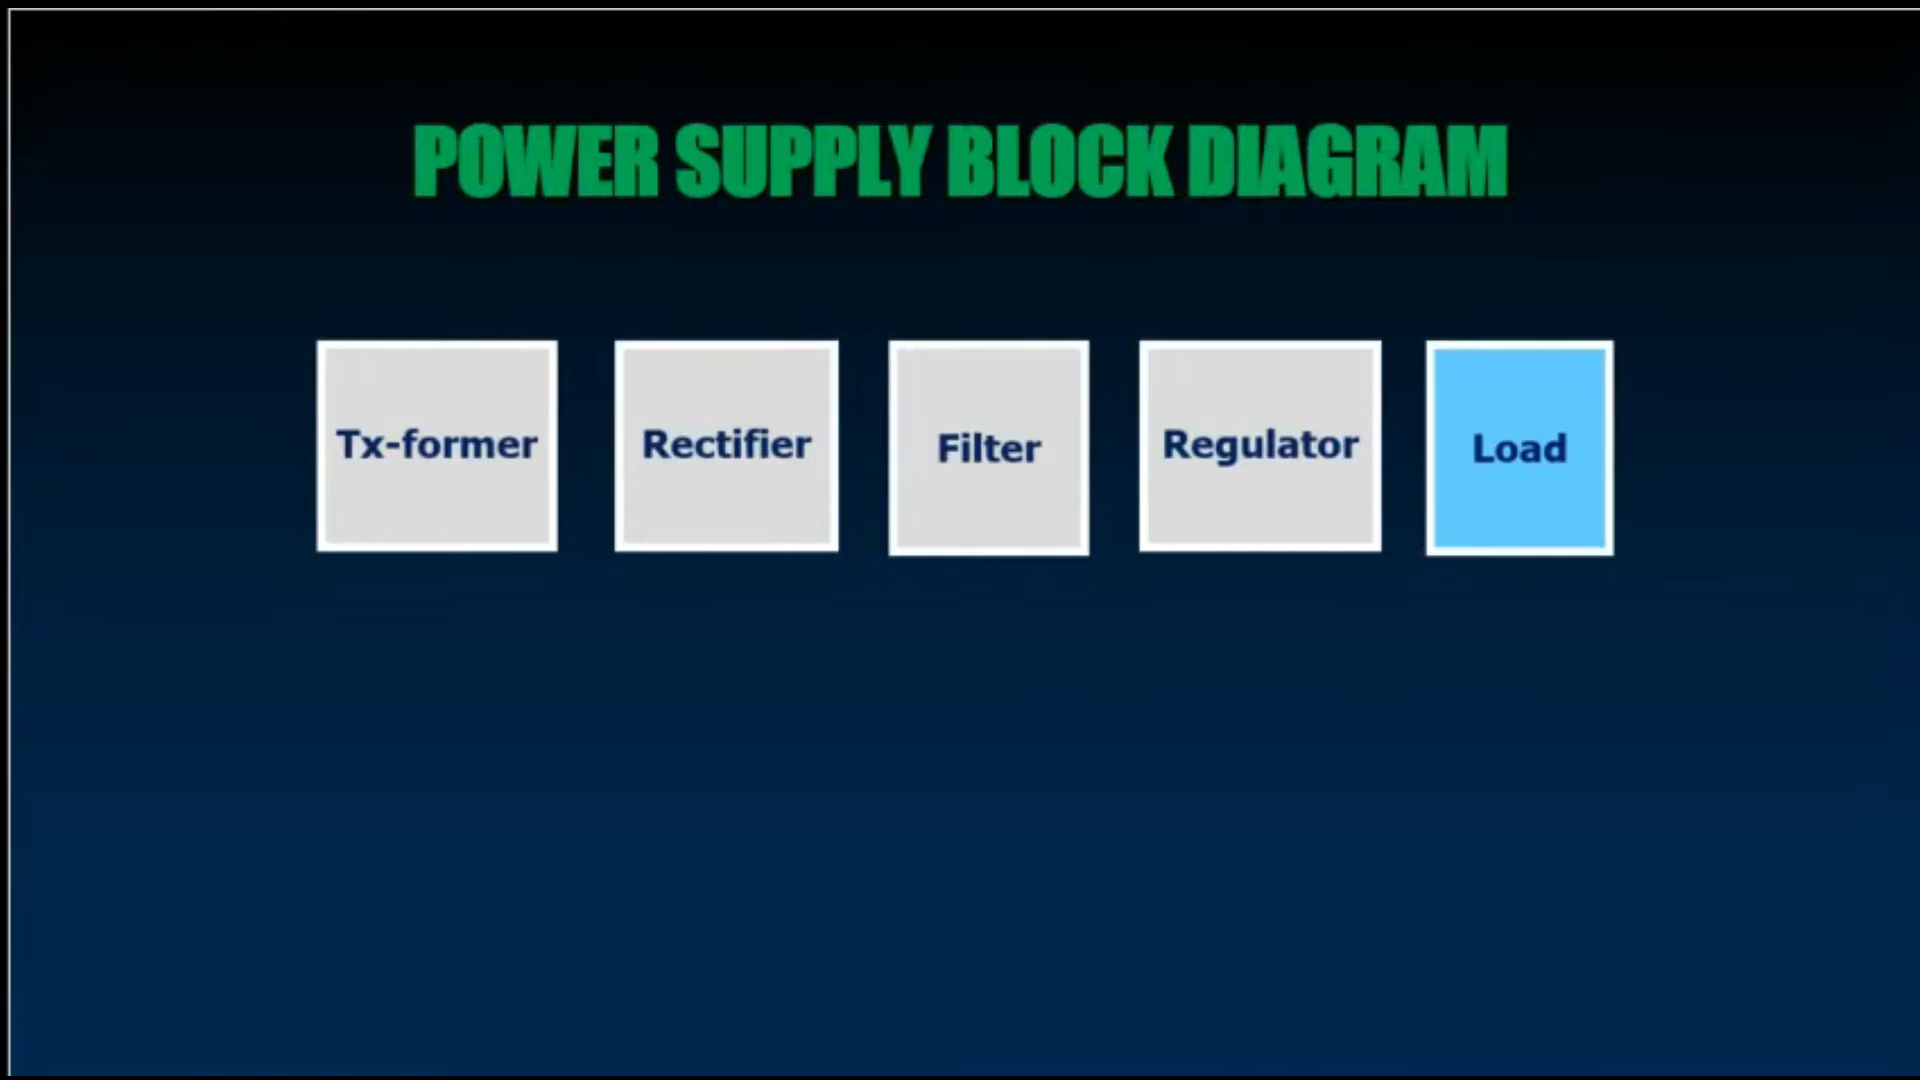 POWER SUPPLY BLOCK DIAGRAM
Tx-former Rectifier Filter Regulator Load